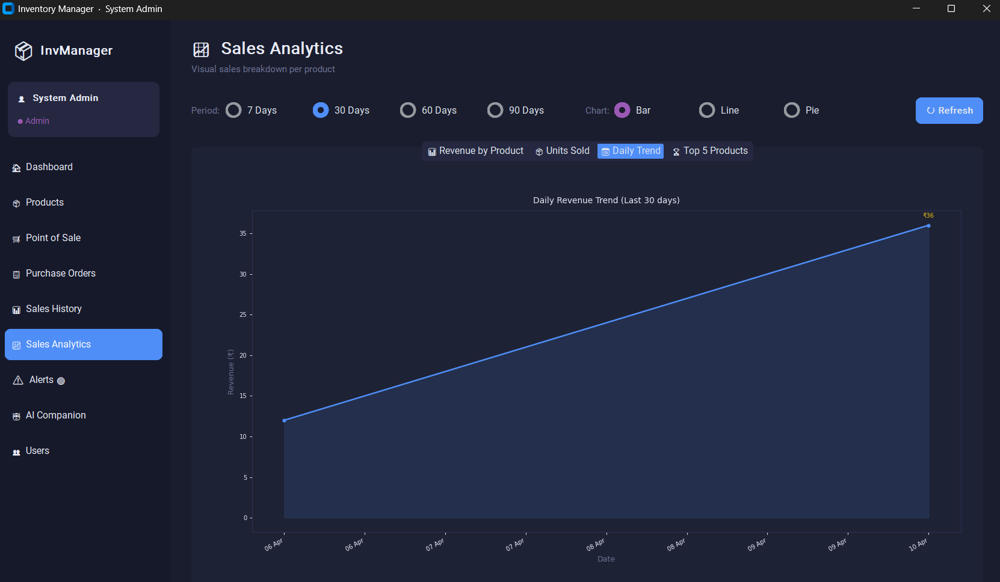 Inventory Manager · System Admin
InvManager
System Admin
Admin
Dashboard
Products
Point of Sale
Purchase Orders
Sales History
Sales Analytics
Alerts
AI Companion
Users
Sales Analytics
Visual sales breakdown per product
Period: 7 Days 30 Days 60 Days 90 Days Chart: Bar Line Pie Refresh
Revenue by Product Units Sold Daily Trend Top 5 Products
Daily Revenue Trend (Last 30 days)
₹36
35
30
25
20
15
10
5
0
Revenue (₹)
06 Apr 06 Apr 07 Apr 07 Apr 08 Apr 08 Apr 09 Apr 09 Apr 10 Apr
Date